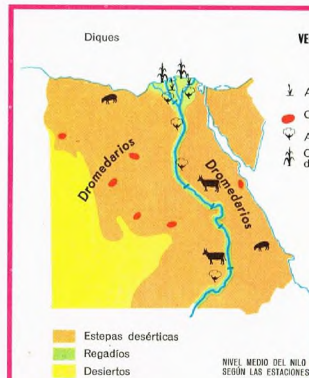 Diques
VE
A
C
A
C
d
Dromedarios
Dromedarios
Estepas desérticas
Regadíos
Desiertos
NIVEL MEDIO DEL NILO
SEGÚN LAS ESTACIONES